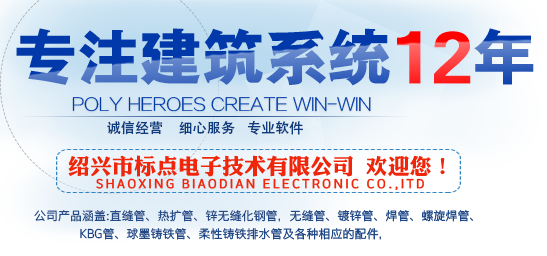 专注建筑系统12年
POLY HEROES CREATE WIN-WIN
诚信经营 细心服务 专业软件
绍兴市标点电子技术有限公司 欢迎您！
SHAOXING BIAODIAN ELECTRONIC CO.,lTD
公司产品涵盖:直缝管、热扩管、锌无缝化钢管，无缝管、镀锌管、焊管、螺旋焊管、
KBG管、球墨铸铁管、柔性铸铁排水管及各种相应的配件，